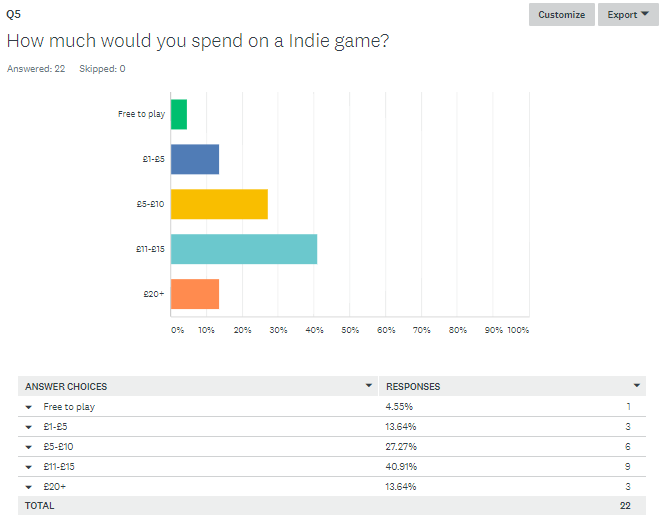 Q5
Customize
Export
How much would you spend on a Indie game?
Answered: 22 Skipped: 0
Free to play
£1-£5
£5-£10
£11-£15
£20+
0% 10% 20% 30% 40% 50% 60% 70% 80% 90% 100%
ANSWER CHOICES RESPONSES
Free to play 4.55% 1
£1-£5 13.64% 3
£5-£10 27.27% 6
£11-£15 40.91% 9
£20+ 13.64% 3
TOTAL 22